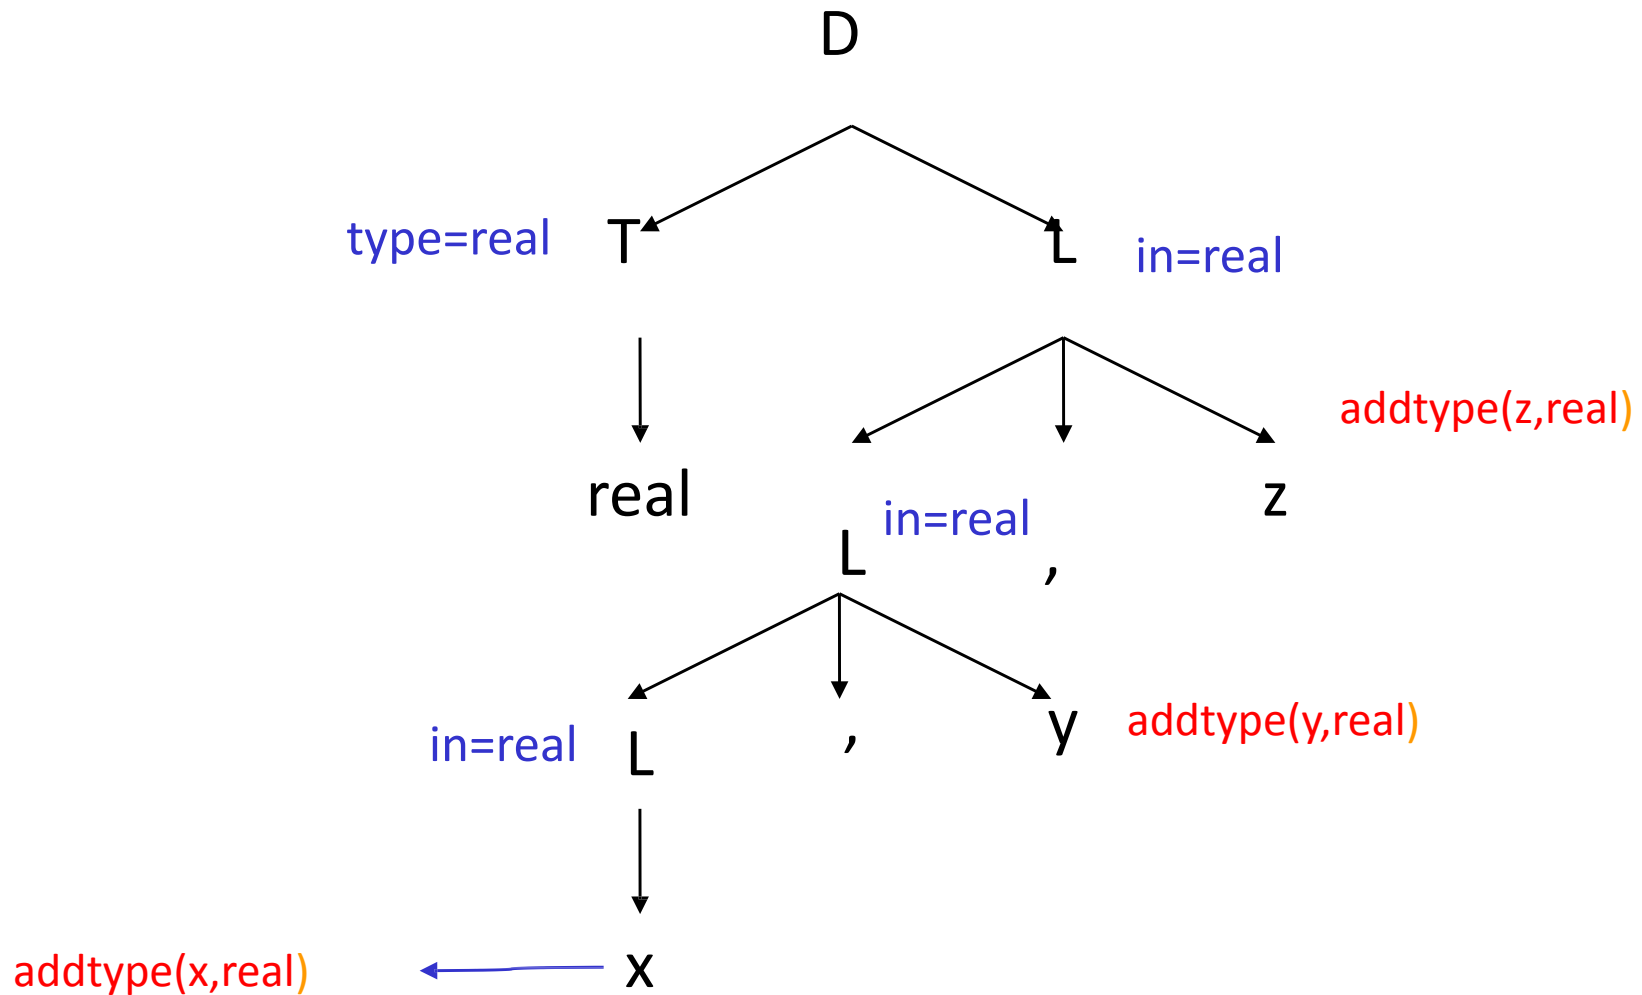 D
type=real T L in=real
addtype(z,real)
real L in=real , z
in=real L , y addtype(y,real)
addtype(x,real) x